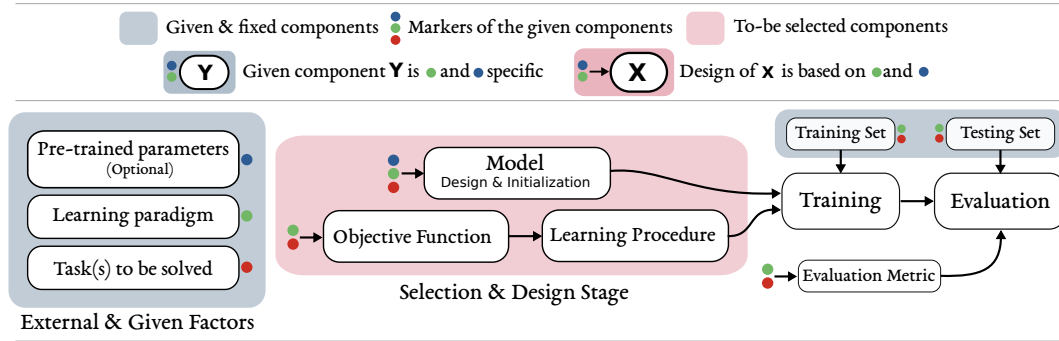 Given & fixed components
Markers of the given components
To-be selected components
Y
Given component Y is and specific
X
Design of X is based on and
Pre-trained parameters
(Optional)
Learning paradigm
Task(s) to be solved
External & Given Factors
Model
Design & Initialization
Objective Function
Learning Procedure
Selection & Design Stage
Training Set
Testing Set
Training
Evaluation
Evaluation Metric